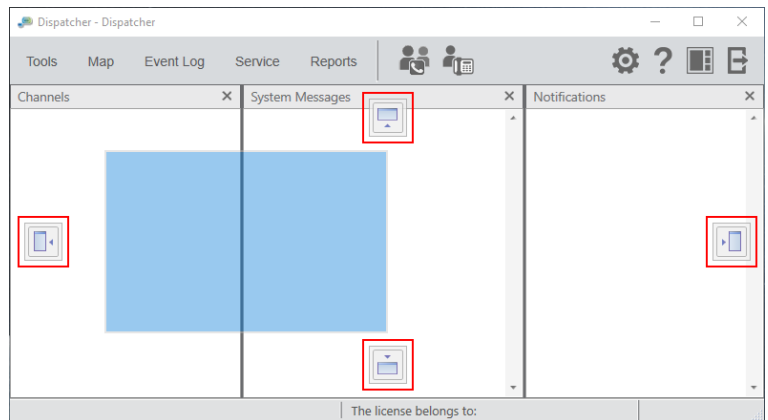 Dispatcher - Dispatcher
Tools Map Event Log Service Reports
Channels System Messages Notifications
The license belongs to: